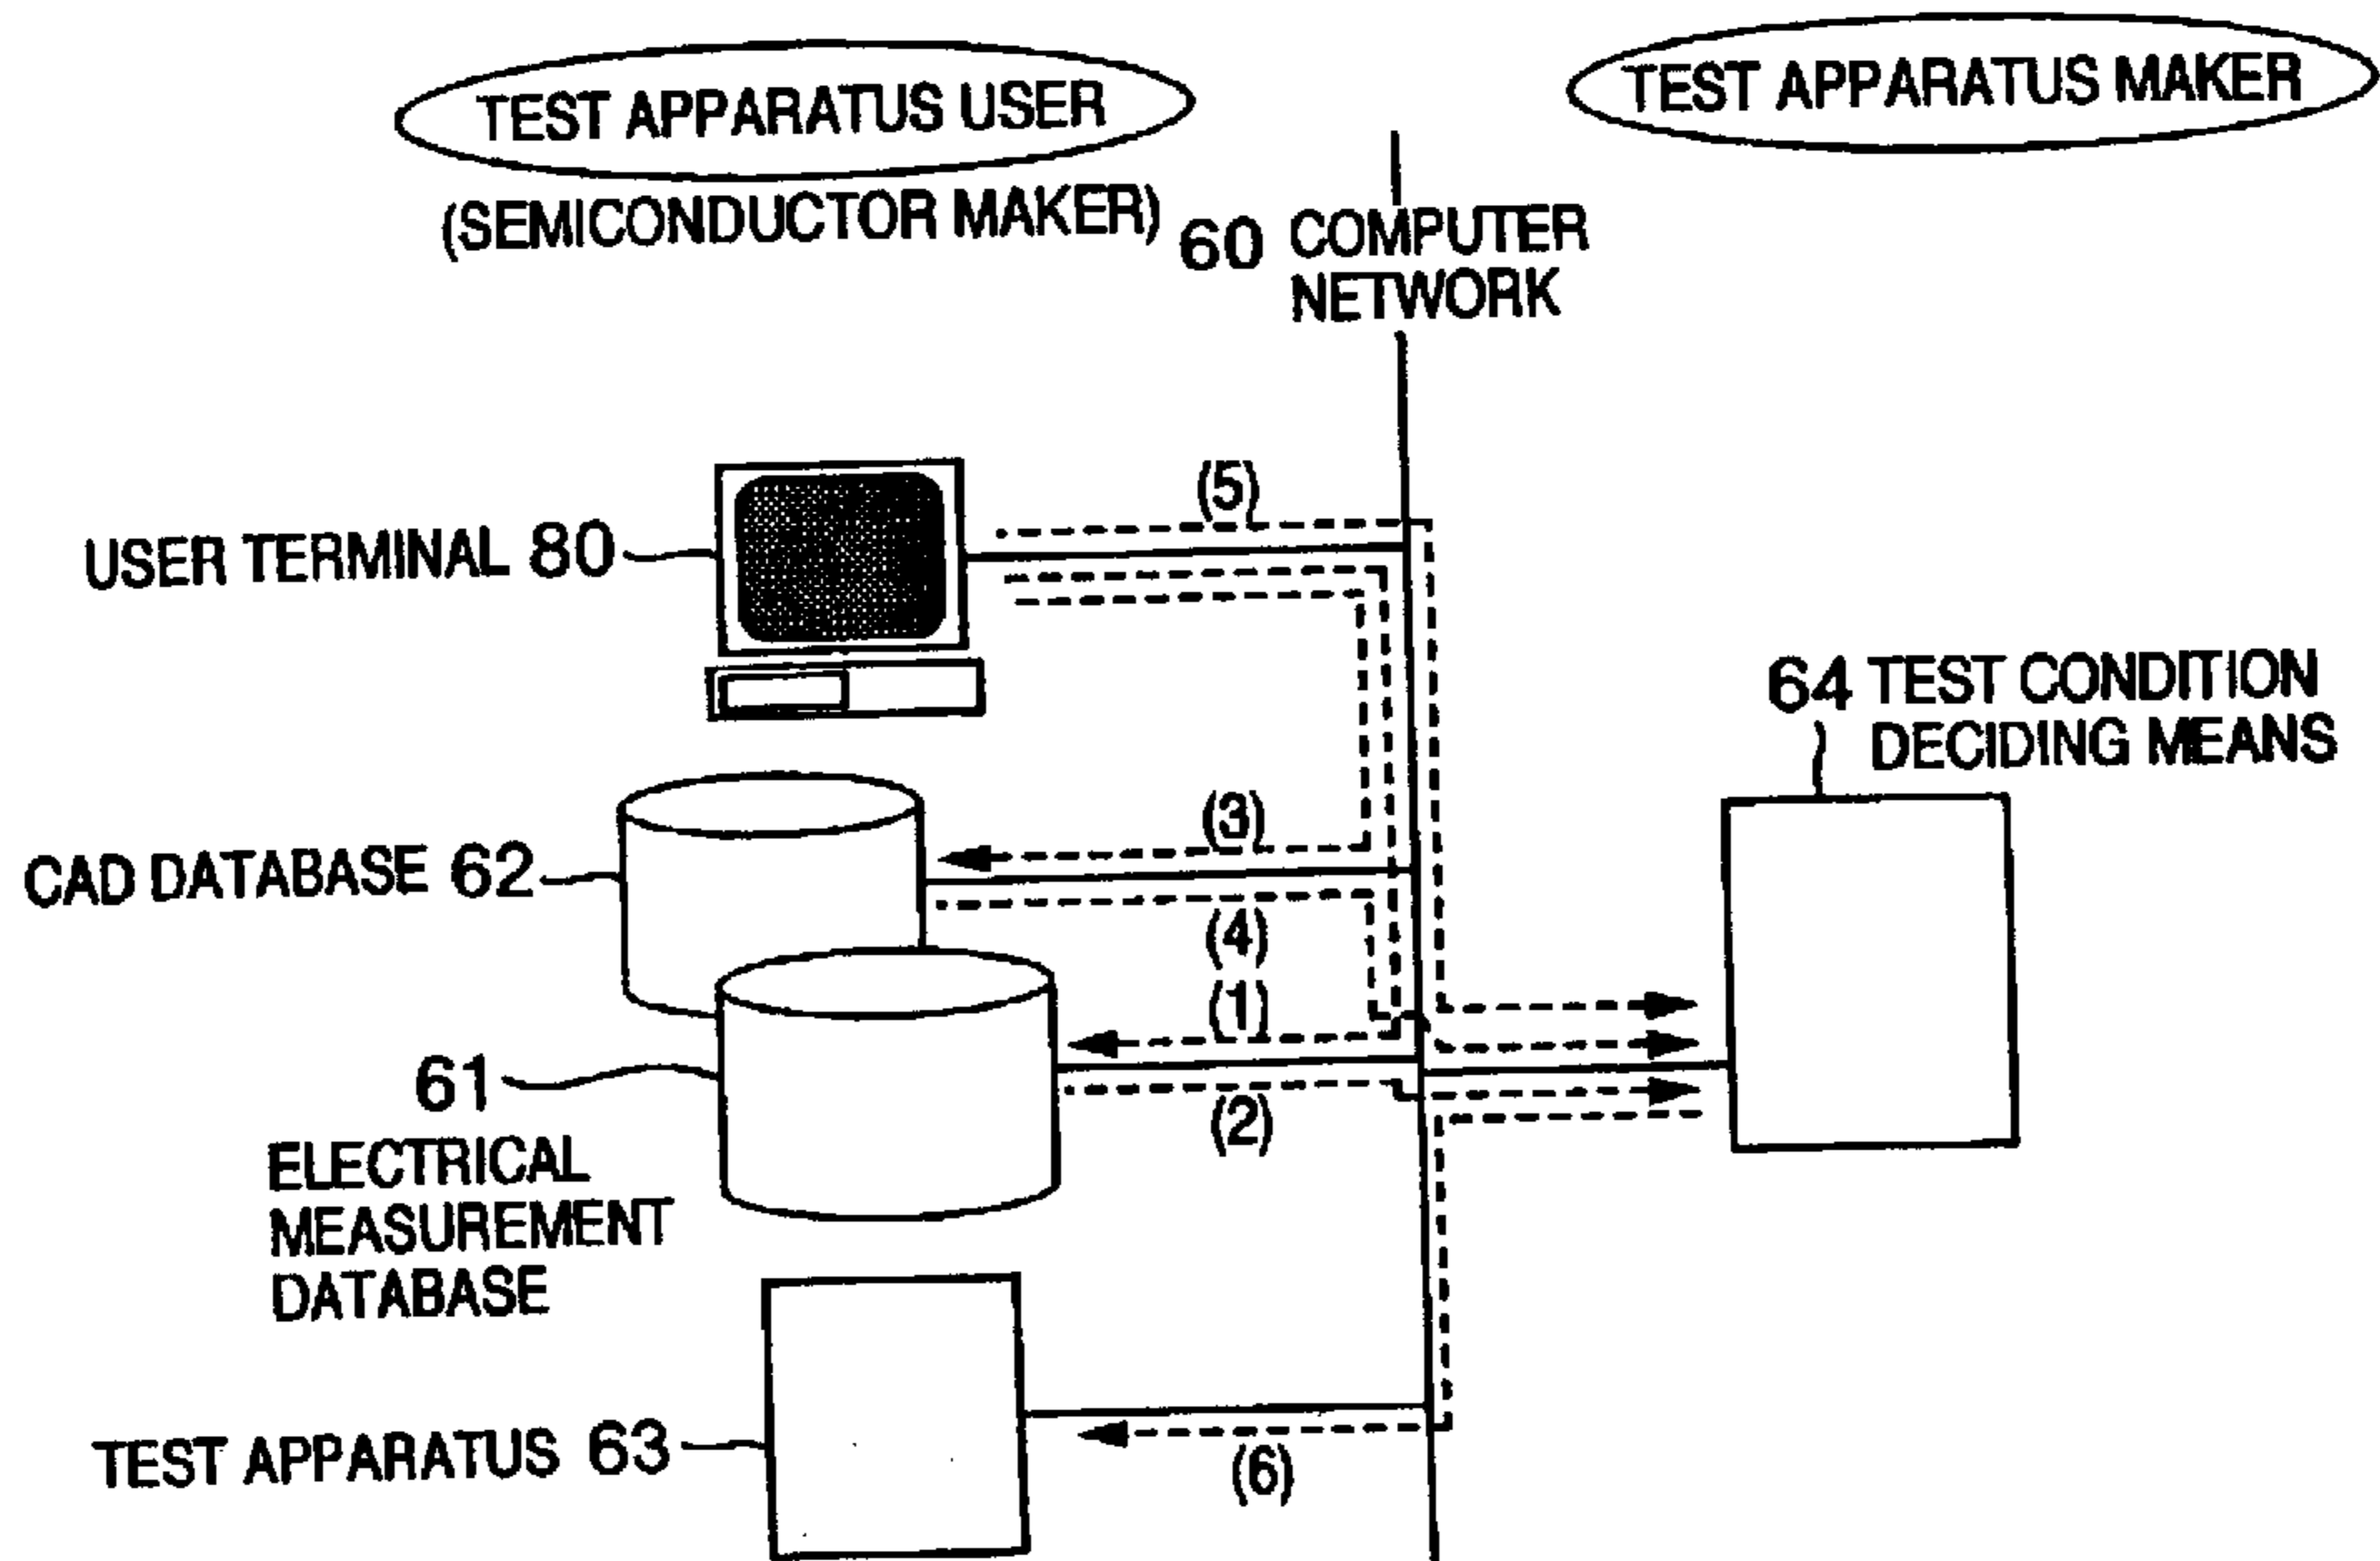 TEST APPARATUS USER
(SEMICONDUCTOR MAKER)
TEST APPARATUS MAKER
60 COMPUTER
NETWORK
(5)
USER TERMINAL 80
64 TEST CONDITION
DECIDING MEANS
(3)
CAD DATABASE 62
(4)
(1)
61
ELECTRICAL
MEASUREMENT
DATABASE
(2)
TEST APPARATUS 63
(6)